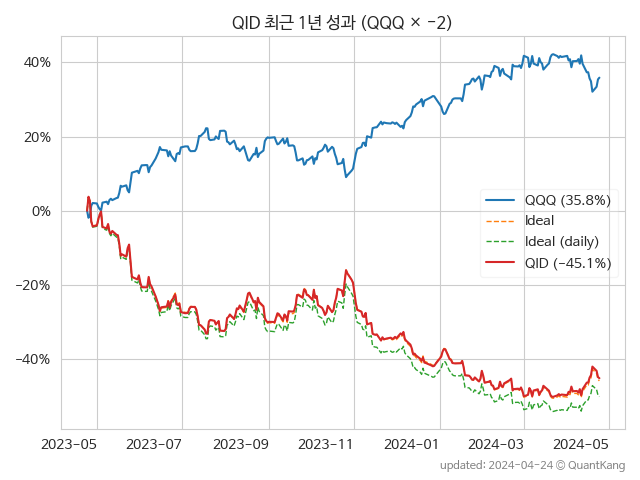 QID 최근 1년 성과 (QQQ × −2)
40%
20%
0%
−20%
−40%
QQQ (35.8%)
Ideal
Ideal (daily)
QID (−45.1%)
2023-05 2023-07 2023-09 2023-11 2024-01 2024-03 2024-05
updated: 2024-04-24 © QuantKang